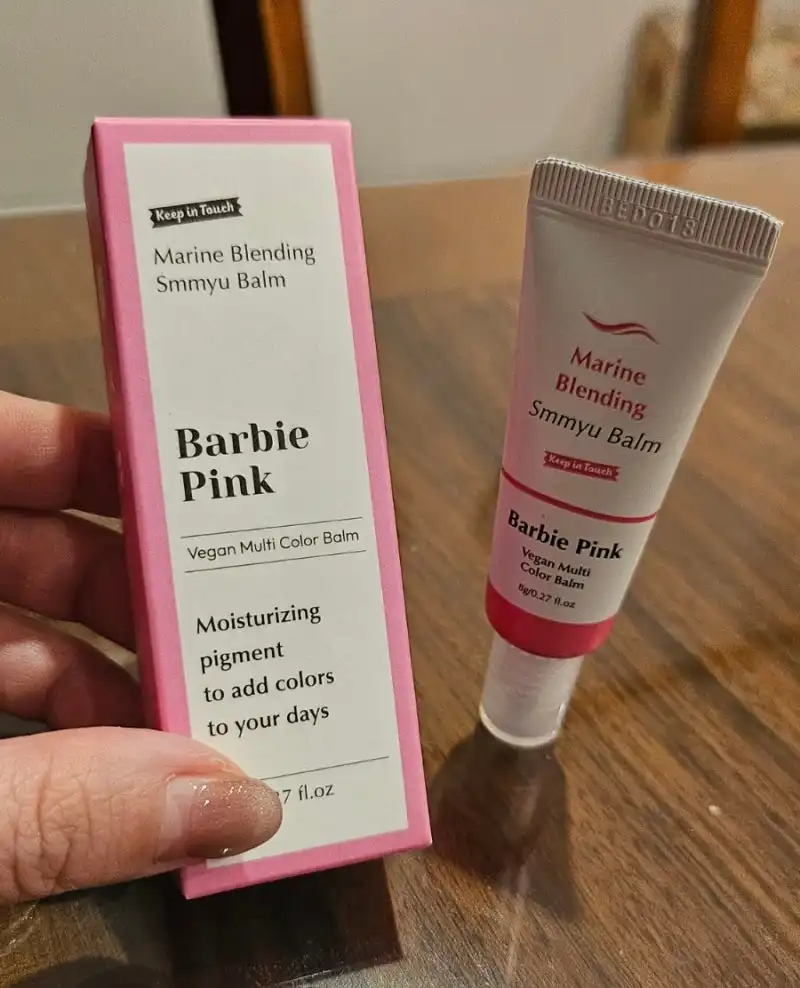 Keep in Touch
Marine Blending
Smmyu Balm
Barbie
Pink
Vegan Multi Color Balm
Moisturizing
pigment
to add colors
to your days
7 fl.oz
BED013
Marine
Blending
Smmyu Balm
Keep in Touch
Barbie Pink
Vegan Multi
Color Balm
8g/0.27 fl.oz